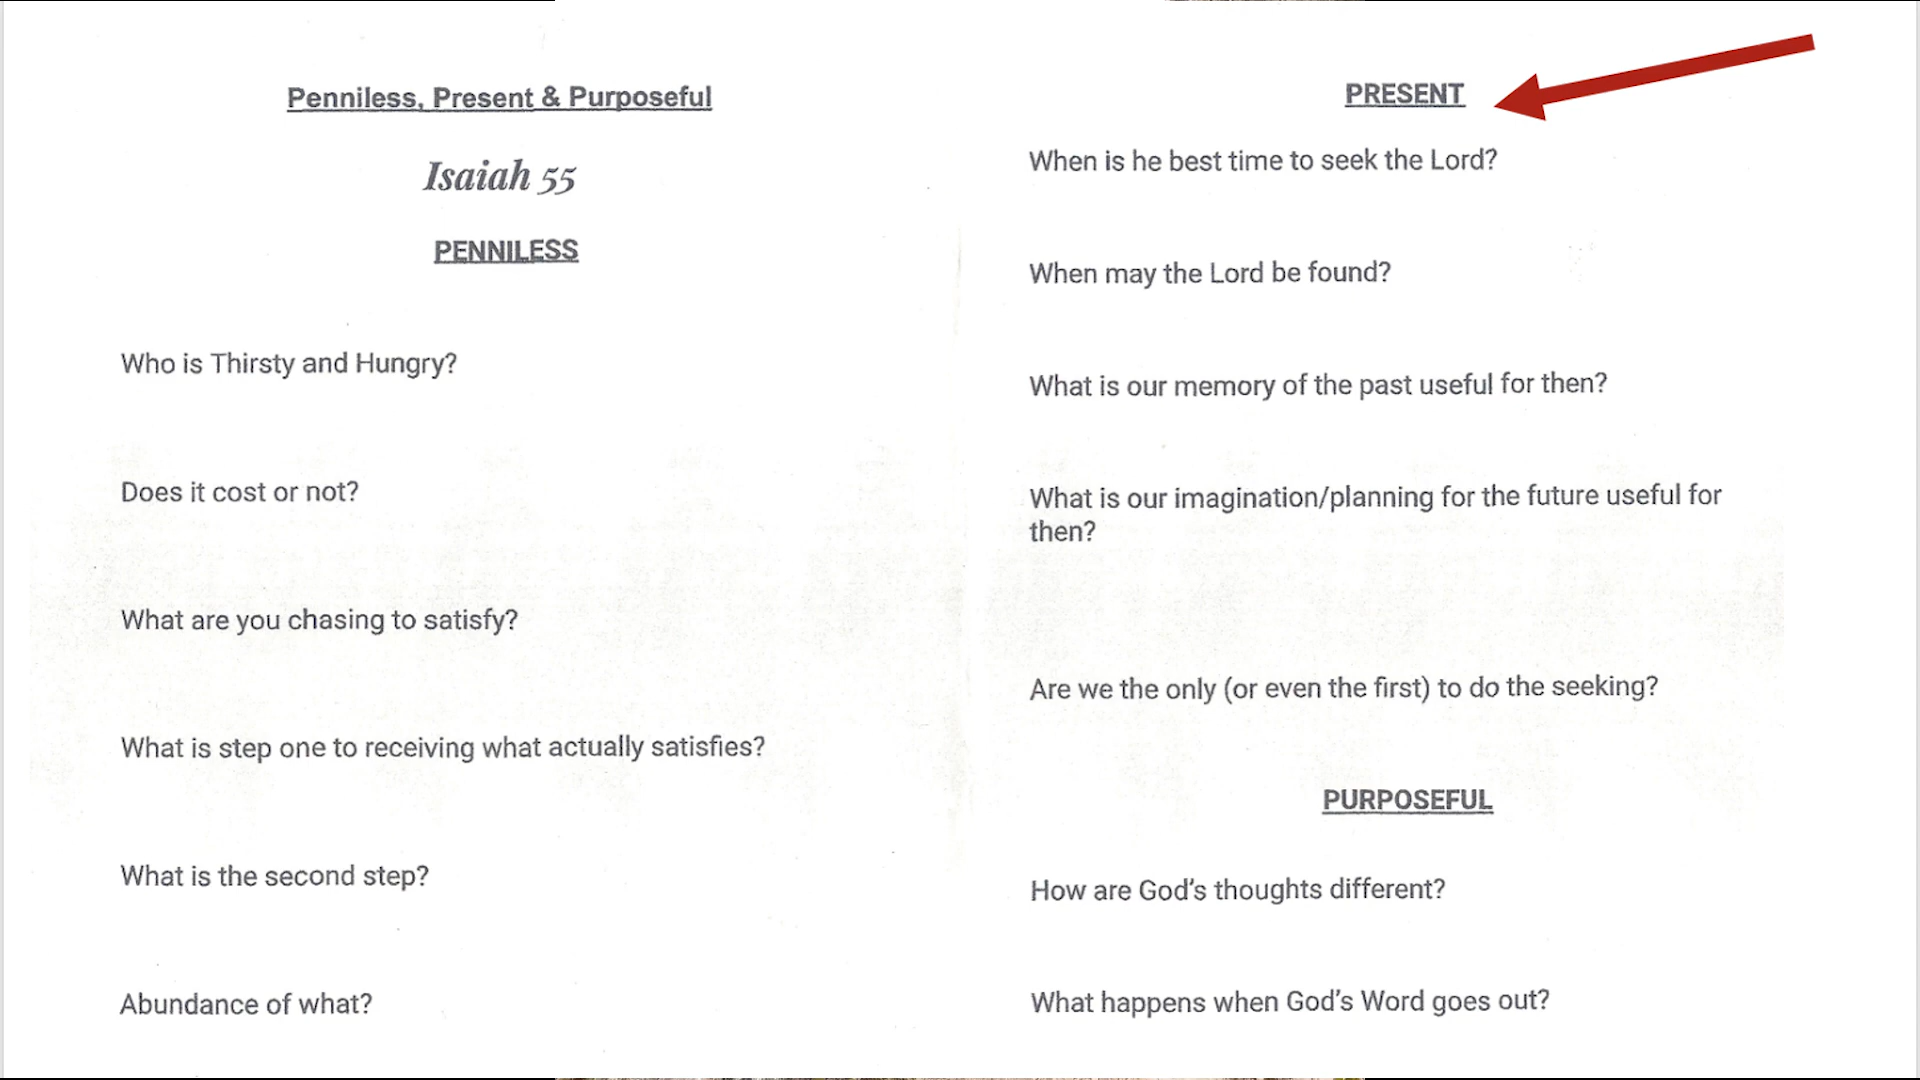 Penniless, Present & Purposeful
Isaiah 55
PENNILESS
Who is Thirsty and Hungry?
Does it cost or not?
What are you chasing to satisfy?
What is step one to receiving what actually satisfies?
What is the second step?
Abundance of what?
PRESENT
When is he best time to seek the Lord?
When may the Lord be found?
What is our memory of the past useful for then?
What is our imagination/planning for the future useful for
then?
Are we the only (or even the first) to do the seeking?
PURPOSEFUL
How are God's thoughts different?
What happens when God's Word goes out?